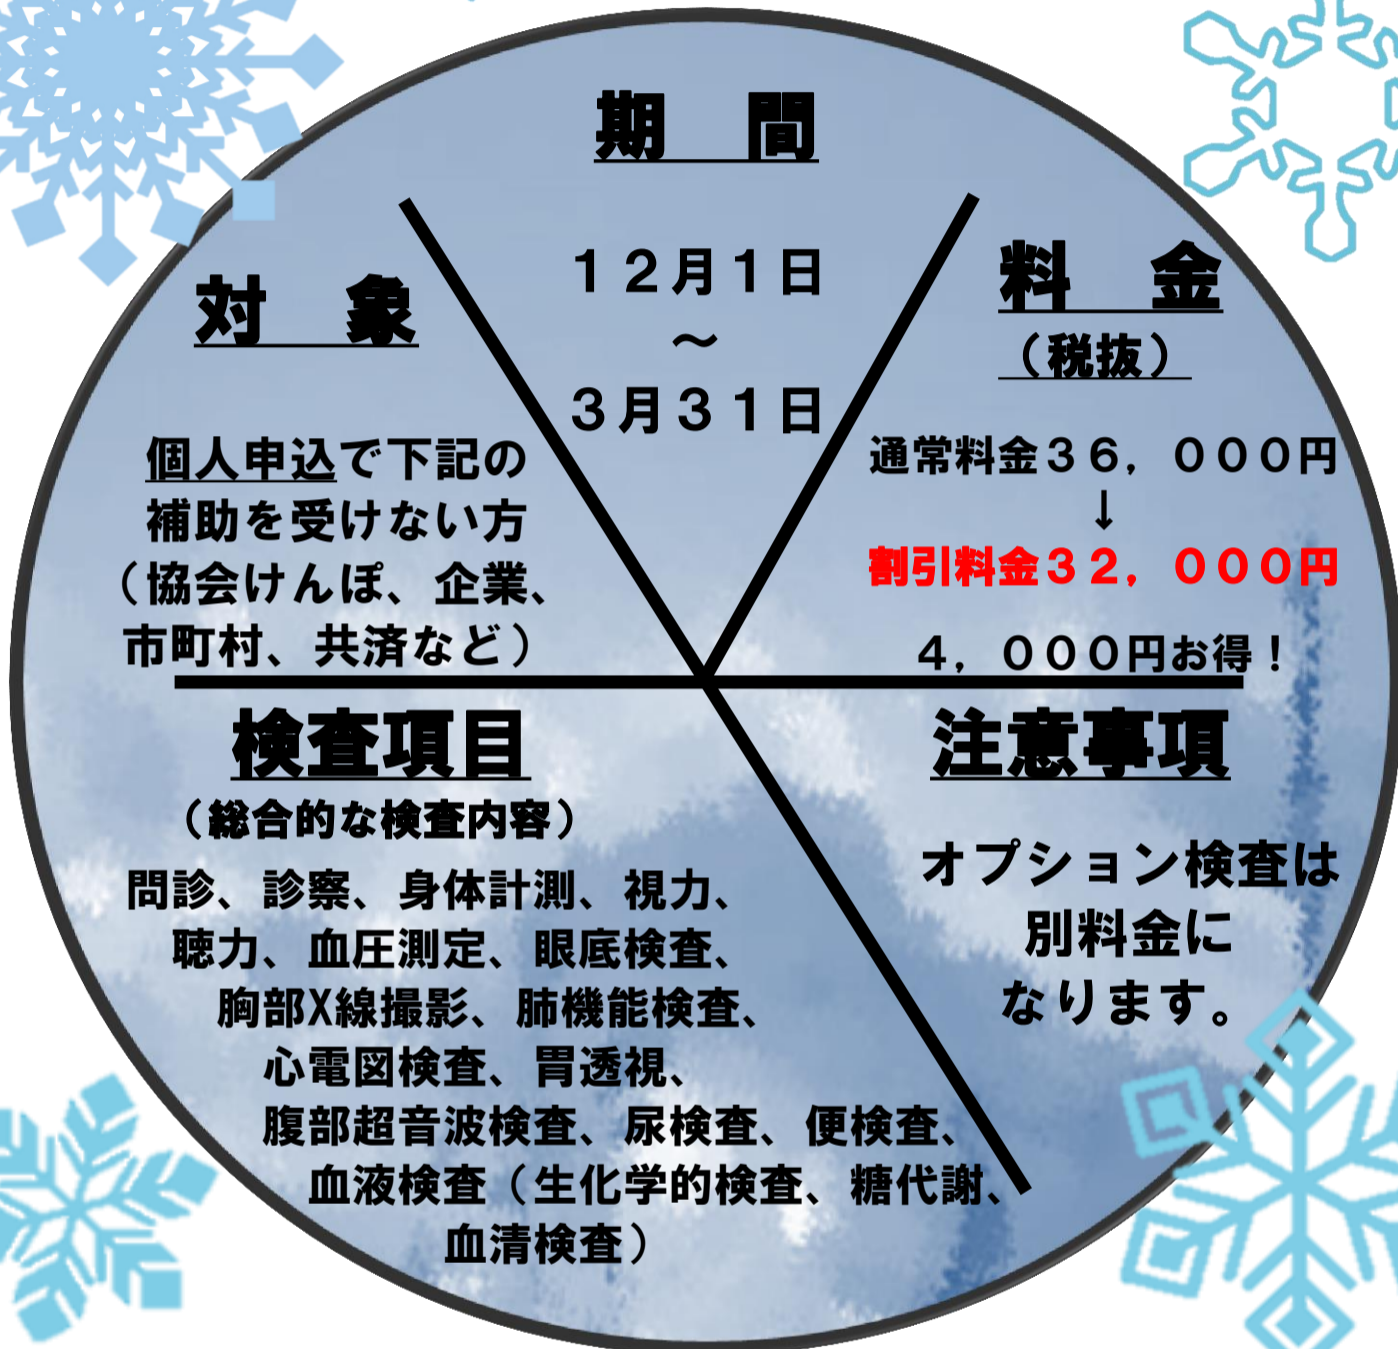 期　間
１２月１日
～
３月３１日
対　象
個人申込で下記の
補助を受けない方
（協会けんぽ、企業、
市町村、共済など）
料　金
（税抜）
通常料金３６，０００円
↓
割引料金３２，０００円
４，０００円お得！
検査項目
（総合的な検査内容）
問診、診察、身体計測、視力、
聴力、血圧測定、眼底検査、
胸部X線撮影、肺機能検査、
心電図検査、胃透視、
腹部超音波検査、尿検査、便検査、
血液検査（生化学的検査、糖代謝、
血清検査）
注意事項
オプション検査は
別料金に
なります。